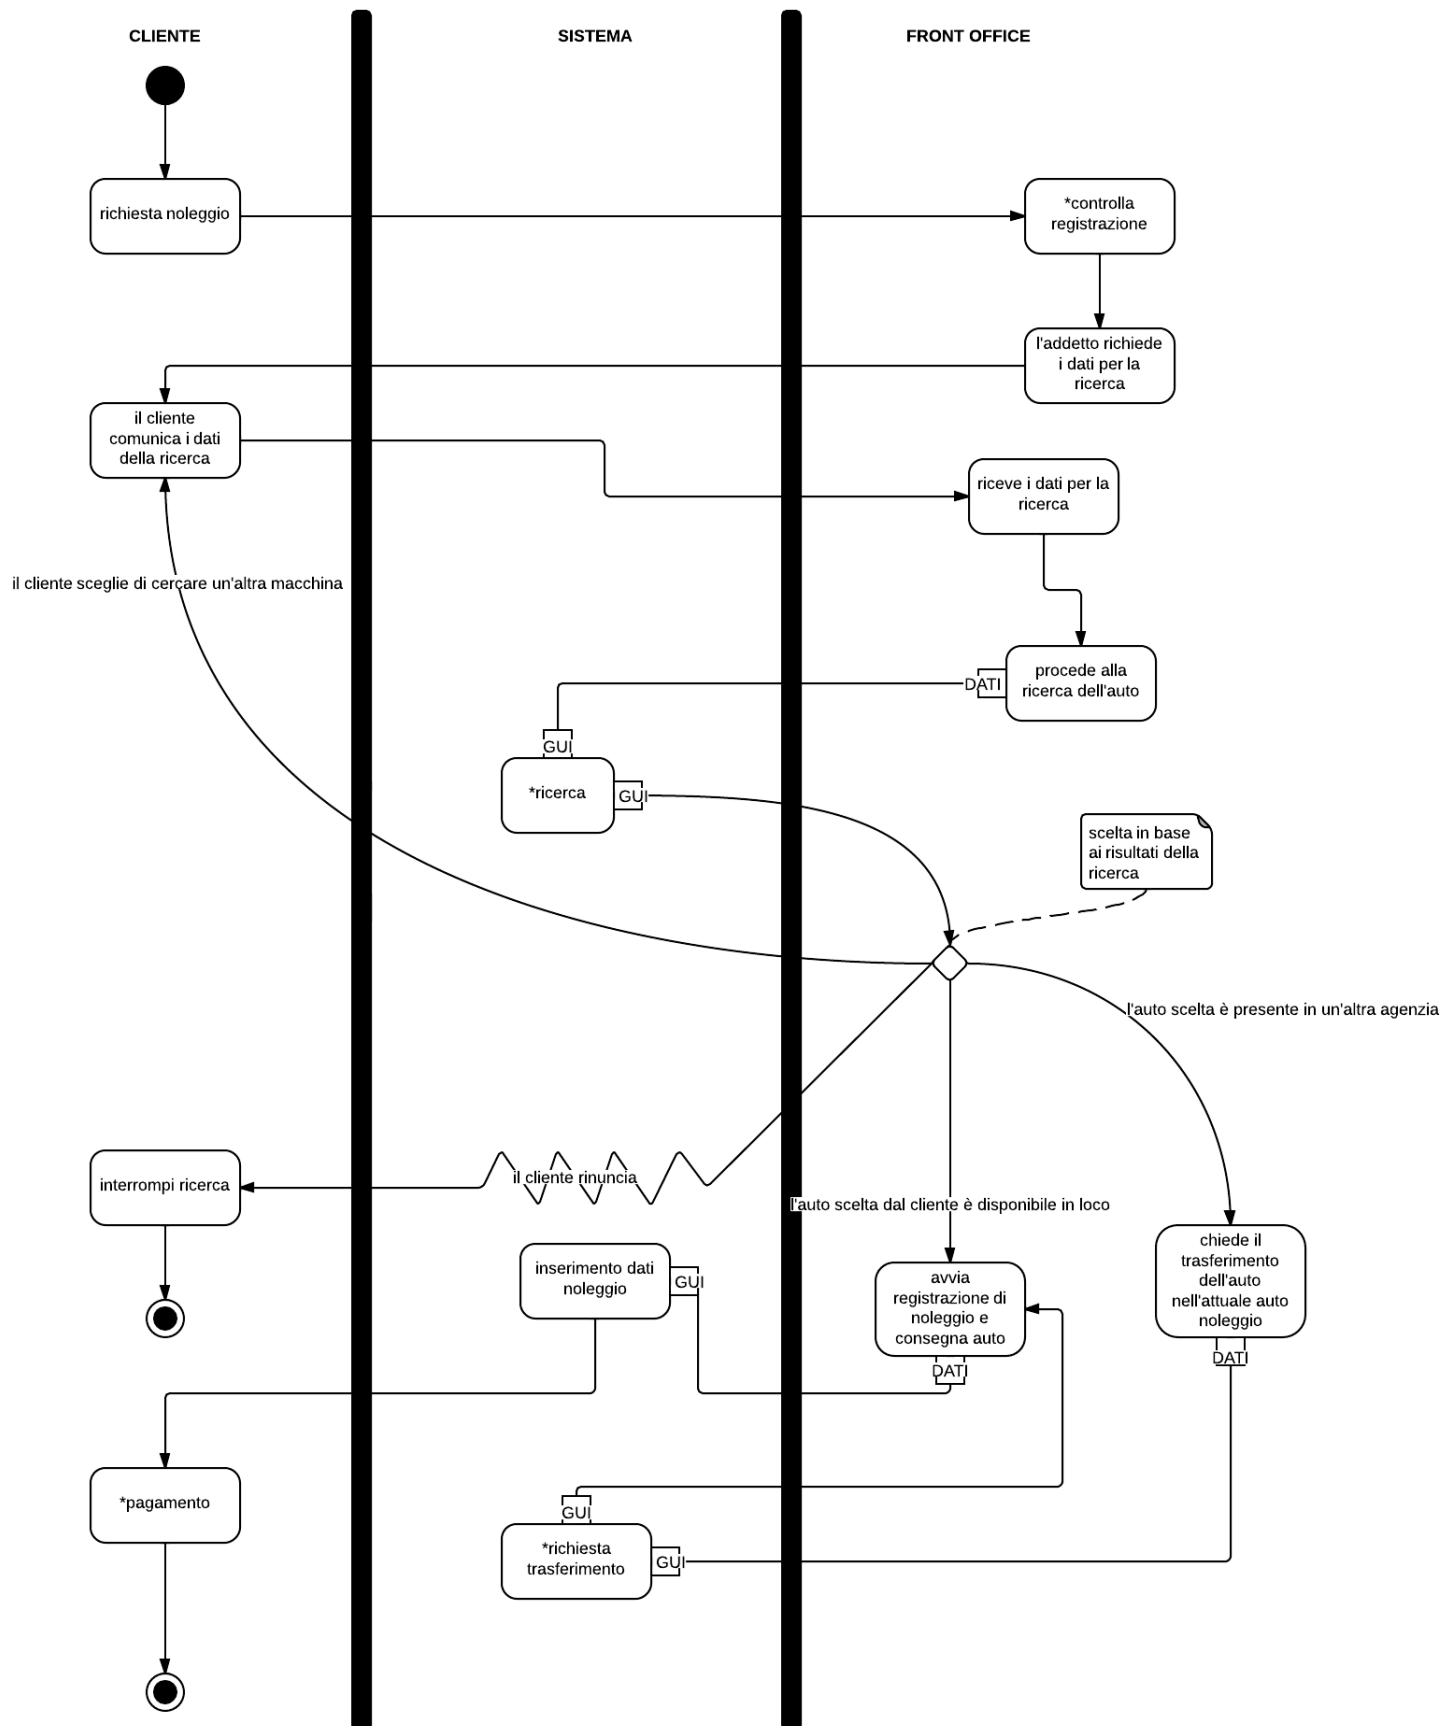 CLIENTE
SISTEMA
FRONT OFFICE
richiesta noleggio
*controlla
registrazione
l'addetto richiede
i dati per la
ricerca
il cliente
comunica i dati
della ricerca
riceve i dati per la
ricerca
il cliente sceglie di cercare un'altra macchina
procede alla
ricerca dell'auto
DATI
GUI
*ricerca
GUI
scelta in base
ai risultati della
ricerca
l'auto scelta è presente in un'altra agenzia
il cliente rinuncia
interrompi ricerca
l'auto scelta dal cliente è disponibile in loco
chiede il
trasferimento
dell'auto
nell'attuale auto
noleggio
DATI
inserimento dati
noleggio
GUI
avvia
registrazione di
noleggio e
consegna auto
DATI
*pagamento
GUI
*richiesta
trasferimento
GUI